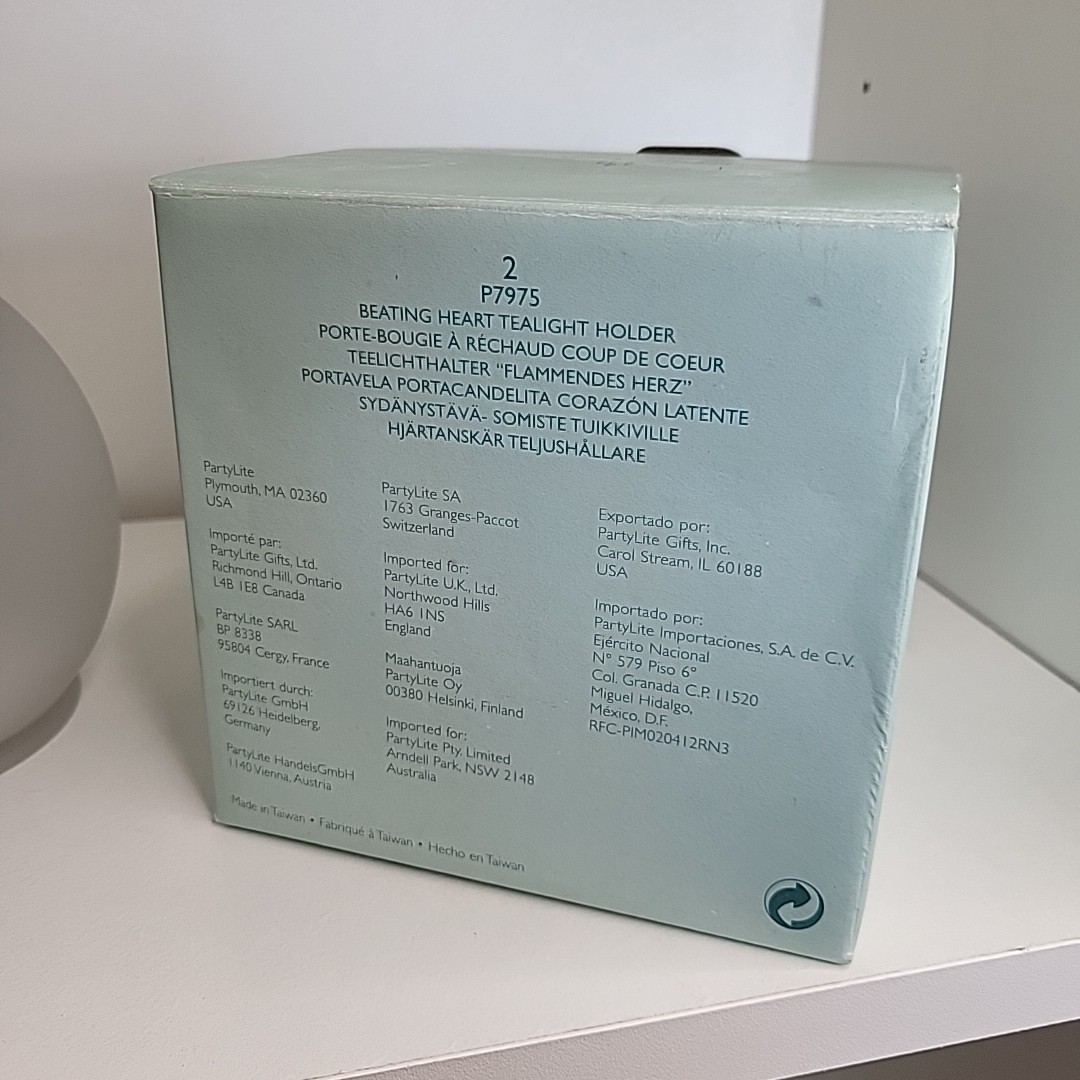 2
P7975
BEATING HEART TEALIGHT HOLDER
PORTE-BOUGIE À RÉCHAUD COUP DE COEUR
TEELICHTHALTER "FLAMMENDES HERZ"
PORTAVELA PORTACANDELITA CORAZÓN LATENTE
SYDÄNYSTÄVÄ- SOMISTE TUIKKIVILLE
HJÄRTANSKÄR TELJUSHÅLLARE
PartyLite
Plymouth, MA 02360
USA
Importé par:
PartyLite Gifts, Ltd.
Richmond Hill, Ontario
L4B 1E8 Canada
PartyLite SARL
BP 8338
95804 Cergy, France
Importiert durch:
PartyLite GmbH
69126 Heidelberg,
Germany
PartyLite HandelsGmbH
1140 Vienna, Austria
PartyLite SA
1763 Granges-Paccot
Switzerland
Imported for:
PartyLite U.K., Ltd.
Northwood Hills
HA6 1NS
England
Maahantuoja
PartyLite Oy
00380 Helsinki, Finland
Imported for:
PartyLite Pty. Limited
Arndell Park, NSW 2148
Australia
Exportado por:
PartyLite Gifts, Inc.
Carol Stream, IL 60188
USA
Importado por:
PartyLite Importaciones, S.A. de C.V.
Ejército Nacional
N° 579 Piso 6°
Col. Granada C.P. 11520
Miguel Hidalgo,
México, D.F.
RFC-PIM020412RN3
Made in Taiwan • Fabriqué à Taiwan • Hecho en Taiwan